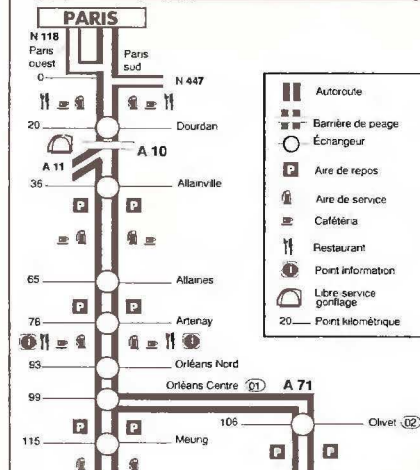 PARIS
N 118
Paris
ouest
Paris
sud
0
N 447
20
Dourdan
A 10
A 11
36
Allainville
P P
65
Allaines
P P
76
Artenay
93
Orléans Nord
Orléans Centre 01 A 71
99
106
Olivet 02
P P
115
Meung
P P
Autoroute
Barrière de peage
Échangeur
P Aire de repos
Aire de service
Cafétéria
Restaurant
Point information
Libre service
gonflage
20 Point kilométrique